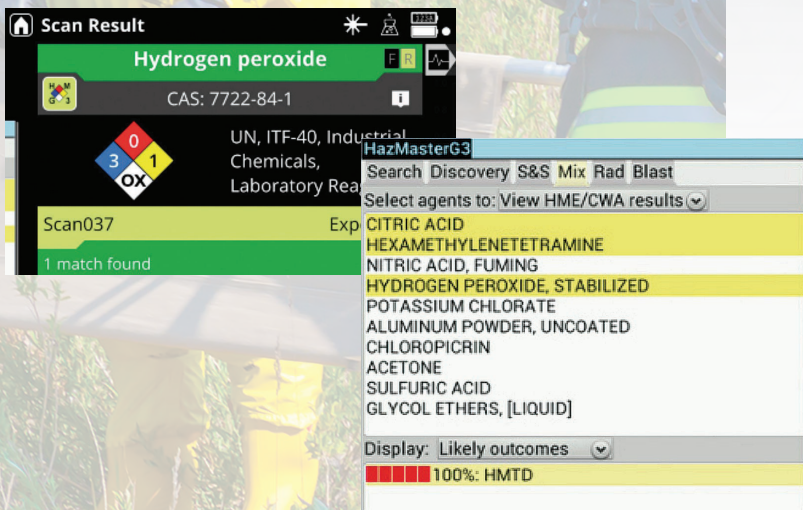 Scan Result
323A
Hydrogen peroxide
F R
H M
G 3
CAS: 7722-84-1
i
0
3 1
OX
UN, ITF-40, Industrial
Chemicals,
Laboratory Rea
Scan037 Exp
1 match found
HazMasterG3
Search Discovery S&S Mix Rad Blast
Select agents to: View HME/CWA results
CITRIC ACID
HEXAMETHYLENETETRAMINE
NITRIC ACID, FUMING
HYDROGEN PEROXIDE, STABILIZED
POTASSIUM CHLORATE
ALUMINUM POWDER, UNCOATED
CHLOROPICRIN
ACETONE
SULFURIC ACID
GLYCOL ETHERS, [LIQUID]
Display: Likely outcomes
100%: HMTD